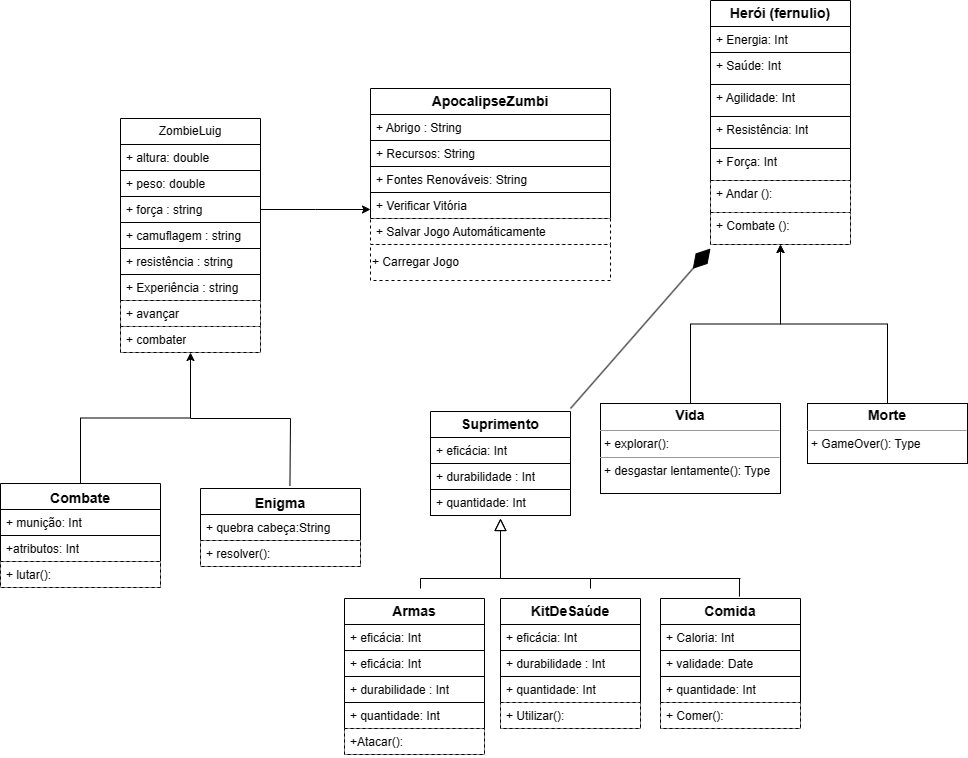 Herói (fernulio)
+ Energia: Int
+ Saúde: Int
+ Agilidade: Int
+ Resistência: Int
+ Força: Int
+ Andar ():
+ Combate ():
ApocalipseZumbi
+ Abrigo : String
+ Recursos: String
+ Fontes Renováveis: String
+ Verificar Vitória
+ Salvar Jogo Automáticamente
+ Carregar Jogo
ZombieLuig
+ altura: double
+ peso: double
+ força : string
+ camuflagem : string
+ resistência : string
+ Experiência : string
+ avançar
+ combater
Suprimento
+ eficácia: Int
+ durabilidade : Int
+ quantidade: Int
Vida
+ explorar():
+ desgastar lentamente(): Type
Morte
+ GameOver(): Type
Combate
+ munição: Int
+atributos: Int
+ lutar():
Enigma
+ quebra cabeça:String
+ resolver():
Armas
+ eficácia: Int
+ eficácia: Int
+ durabilidade : Int
+ quantidade: Int
+Atacar():
KitDeSaúde
+ eficácia: Int
+ durabilidade : Int
+ quantidade: Int
+ Utilizar():
Comida
+ Caloria: Int
+ validade: Date
+ quantidade: Int
+ Comer():